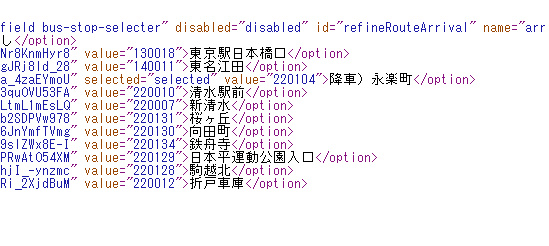 field bus-stop-selecter" disabled="disabled" id="refineRouteArrival" name="arr
し</option>
Nr8KnmHyr8" value="130018">東京駅日本橋口</option>
gJRj8Id_28" value="140011">東名江田</option>
a_4zaEYmoU" selected="selected" value="220104">降車）永楽町</option>
3quOVU53FA" value="220010">清水駅前</option>
LtmL1mEsLQ" value="220007">新清水</option>
b2SDPVw978" value="220131">桜ヶ丘</option>
6JnYmfTVmg" value="220130">向田町</option>
9slZWx8E-I" value="220134">鉄舟寺</option>
PRwAtO54XM" value="220129">日本平運動公園入口</option>
hjI_-ynzmc" value="220128">駒越北</option>
Ri_2XjdBuM" value="220012">折戸車庫</option>